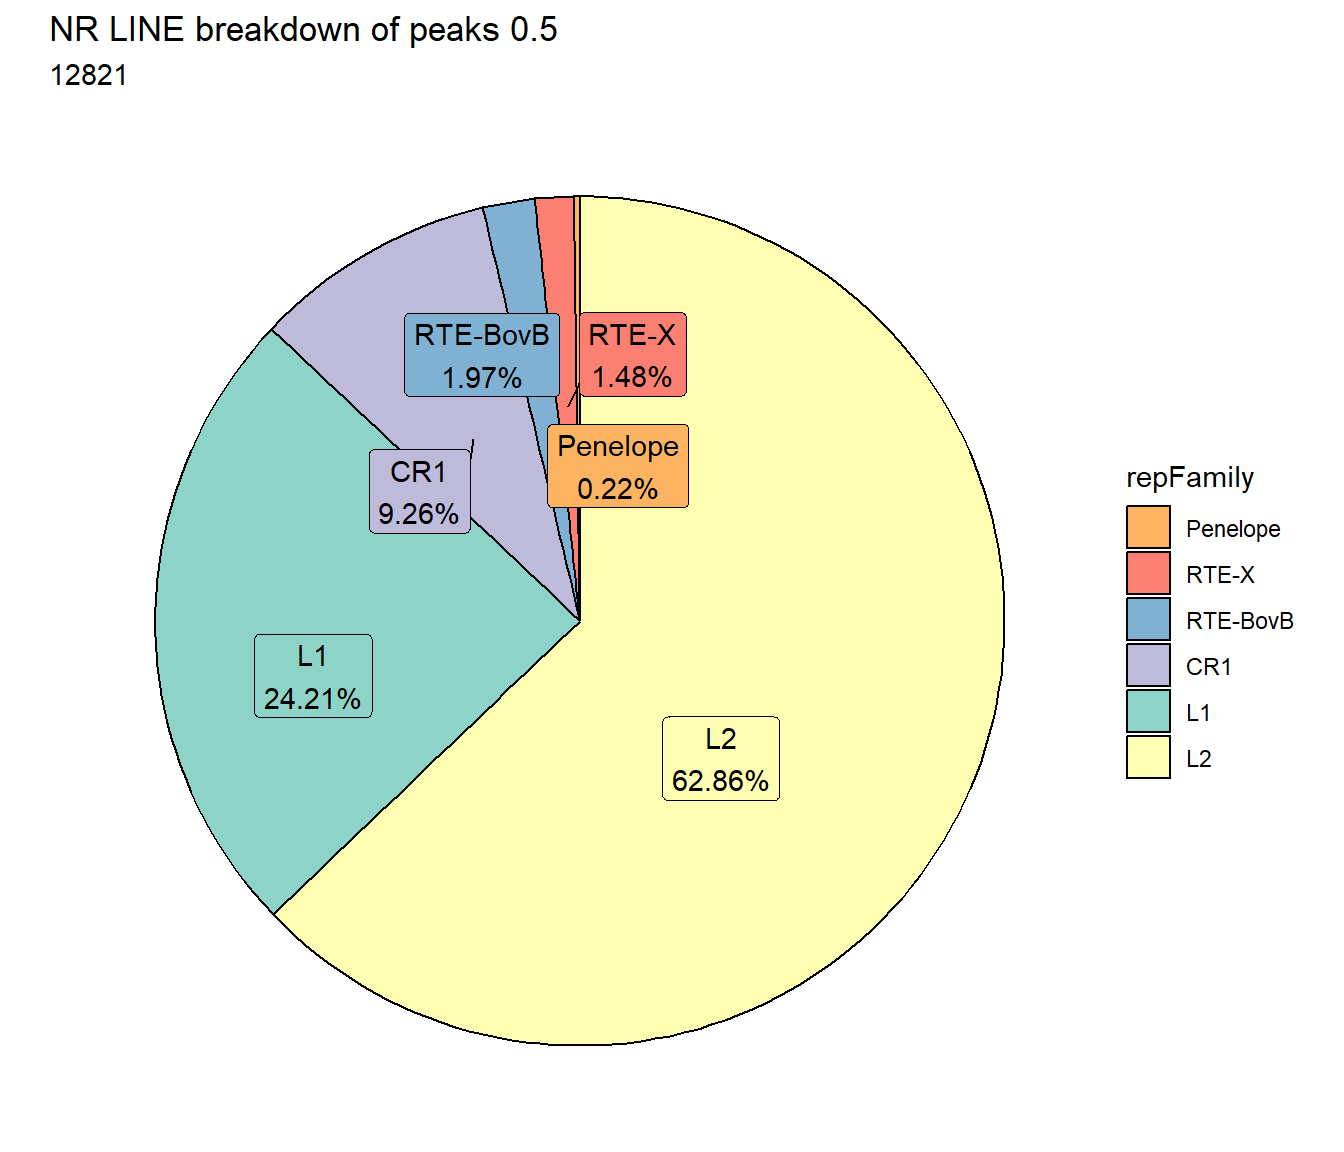 NR LINE breakdown of peaks 0.5
12821
RTE-BovB
1.97%
RTE-X
1.48%
Penelope
0.22%
CR1
9.26%
L1
24.21%
L2
62.86%
repFamily
Penelope
RTE-X
RTE-BovB
CR1
L1
L2